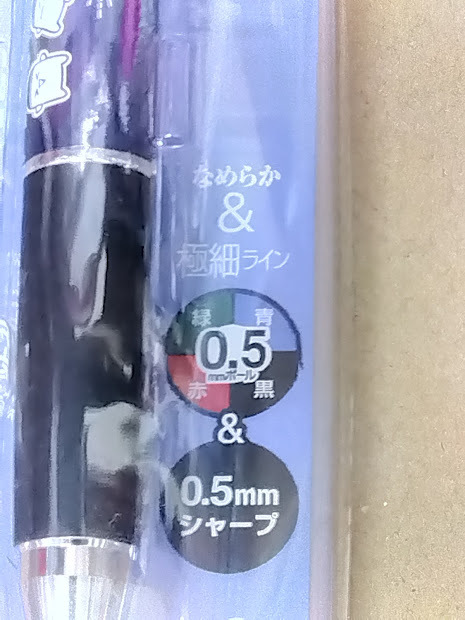 なめらか
&
極細ライン
緑 青
0.5
mmボール
赤 黒
&
0.5mm
シャープ